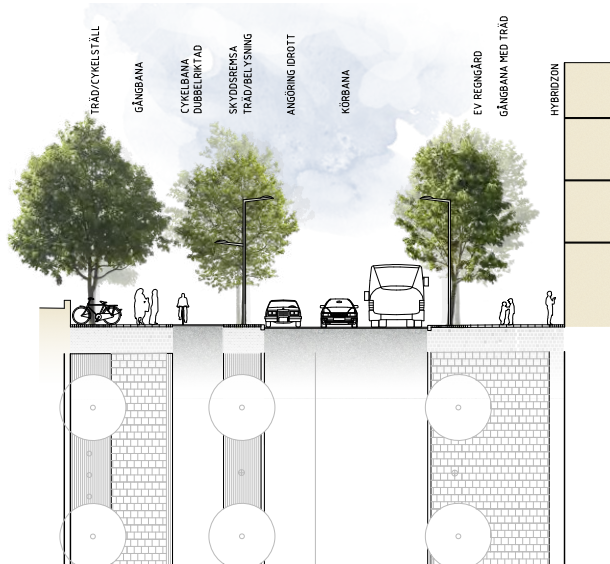 TRÄD/CYKELSTÄLL
GÅNGBANA
CYKELBANA
DUBBELRIKTAD
SKYDDSREMSA
TRÄD/BELYSNING
ANGÖRING IDROTT
KÖRBANA
EV REGNGÅRD
GÅNGBANA MED TRÄD
HYBRIDZON